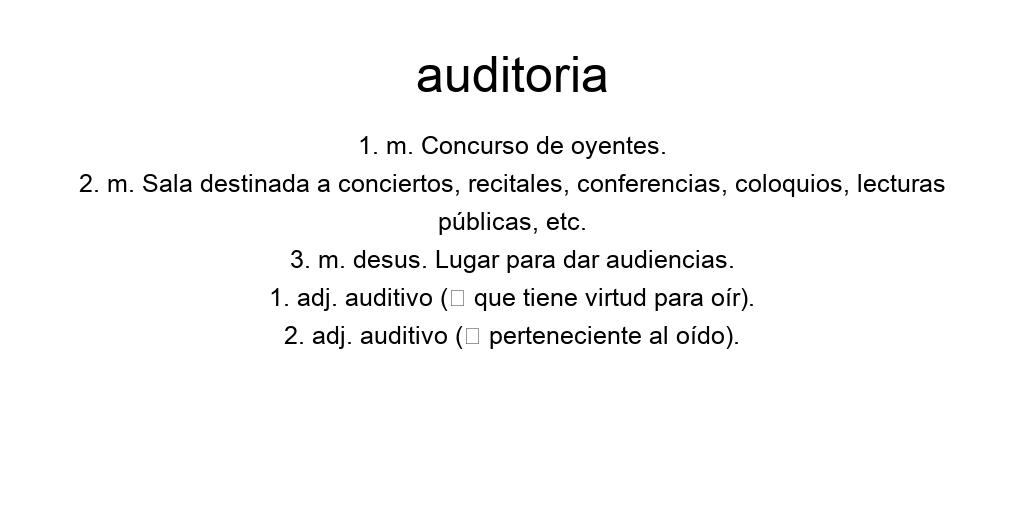 auditoria
1. m. Concurso de oyentes.
2. m. Sala destinada a conciertos, recitales, conferencias, coloquios, lecturas
públicas, etc.
3. m. desus. Lugar para dar audiencias.
1. adj. auditivo (▯ que tiene virtud para oír).
2. adj. auditivo (▯ perteneciente al oído).